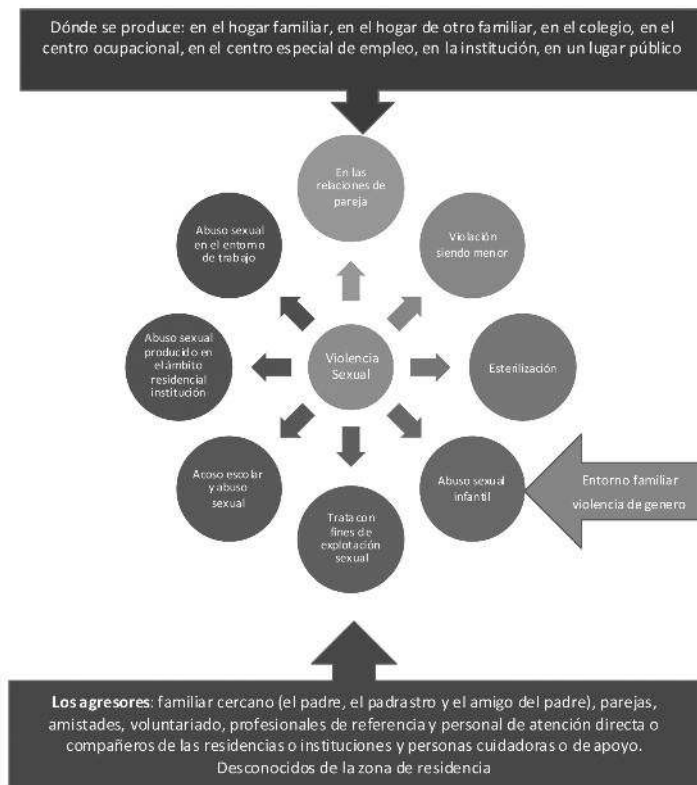 Dónde se produce: en el hogar familiar, en el hogar de otro familiar, en el colegio, en el
centro ocupacional, en el centro especial de empleo, en la institución, en un lugar público
En las
relaciones de
pareja
Violación
siendo menor
Esterilización
Abuso sexual
infantil
Trata con
fines de
explotación
sexual
Acoso escolar
y abuso
sexual
Abuso sexual
producido en
el ámbito
residencial
institución
Abuso sexual
en el entorno
de trabajo
Violencia
Sexual
Entorno familiar
violencia de genero
Los agresores: familiar cercano (el padre, el padrastro y el amigo del padre), parejas,
amistades, voluntariado, profesionales de referencia y personal de atención directa o
compañeros de las residencias o instituciones y personas cuidadoras o de apoyo.
Desconocidos de la zona de residencia